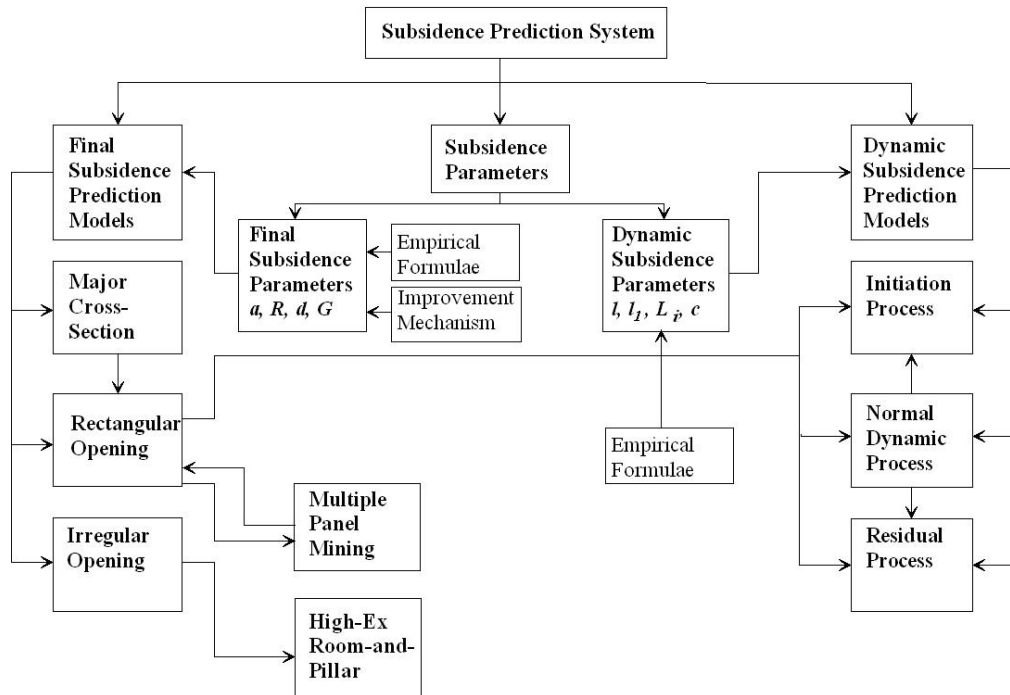 Subsidence Prediction System
Final
Subsidence
Prediction
Models
Subsidence
Parameters
Dynamic
Subsidence
Prediction
Models
Final
Subsidence
Parameters
a, R, d, G
Empirical
Formulae
Improvement
Mechanism
Dynamic
Subsidence
Parameters
l, l1, L i, c
Major
Cross-
Section
Initiation
Process
Rectangular
Opening
Empirical
Formulae
Normal
Dynamic
Process
Multiple
Panel
Mining
Irregular
Opening
Residual
Process
High-Ex
Room-and-
Pillar